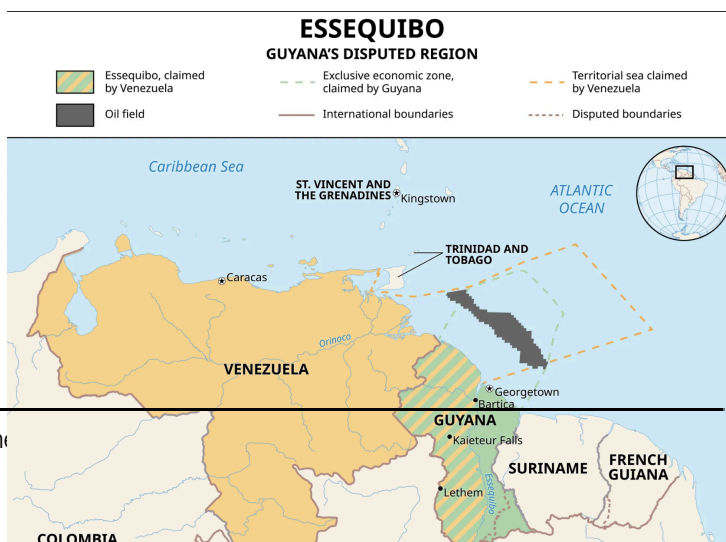 ESSEQUIBO
GUYANA'S DISPUTED REGION
Essequibo, claimed
by Venezuela
Exclusive economic zone,
claimed by Guyana
Territorial sea claimed
by Venezuela
Oil field
International boundaries
Disputed boundaries
Caribbean Sea
ST. VINCENT AND
THE GRENADINES
Kingstown
ATLANTIC
OCEAN
TRINIDAD AND
TOBAGO
Caracas
Orinoco
VENEZUELA
Georgetown
Bartica
GUYANA
Kaieteur Falls
SURINAME
FRENCH
GUIANA
Lethem
Essequibo
COLOMBIA